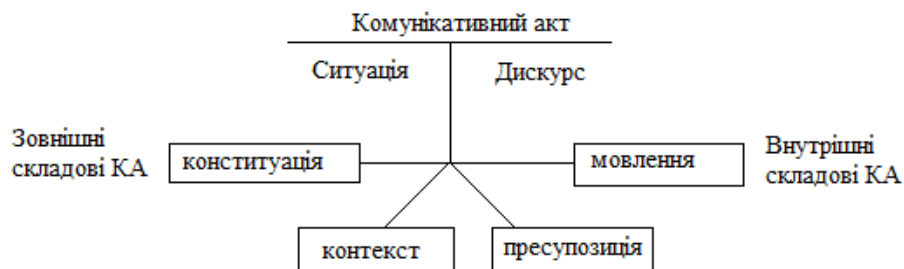 Комунікативний акт
Ситуація
Дискурс
Зовнішні
складові КА
конституація
мовлення
Внутрішні
складові КА
контекст
пресупозиція